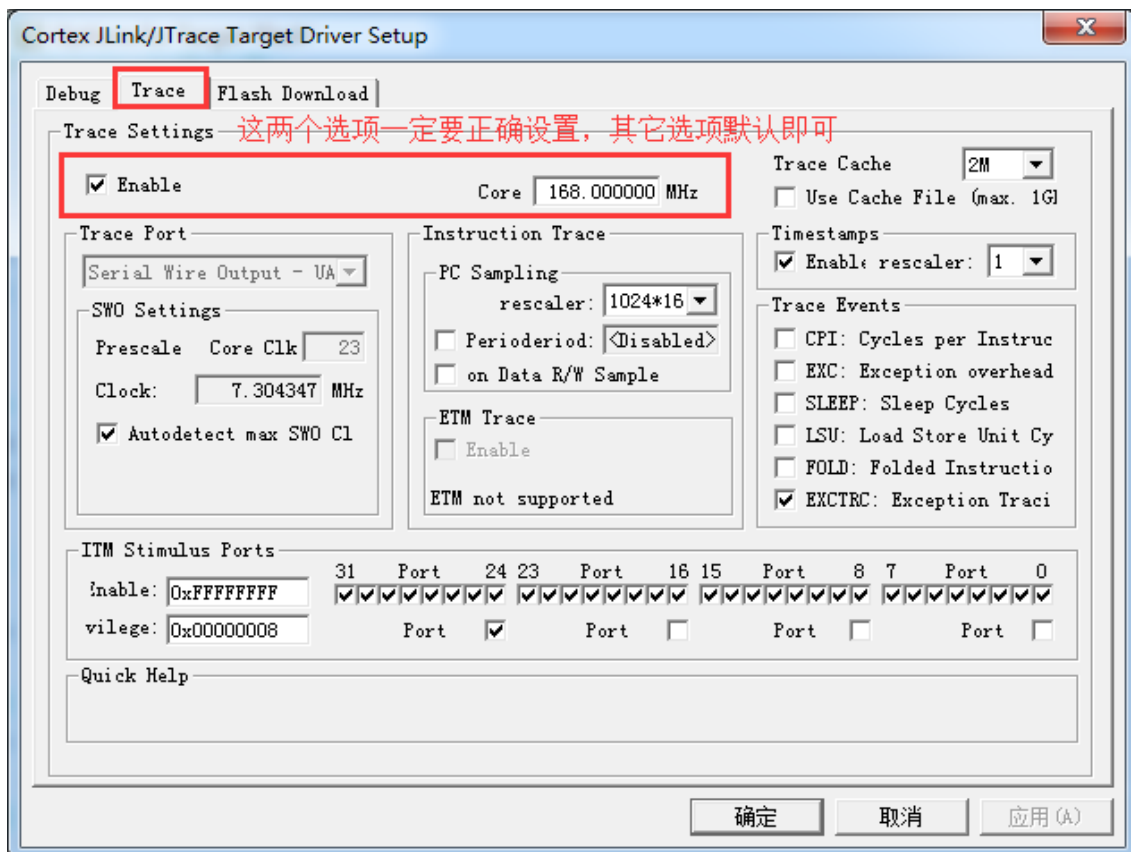 Cortex JLink/JTrace Target Driver Setup
Debug Trace Flash Download
Trace Settings 这两个选项一定要正确设置，其它选项默认即可
Enable Core 168.000000 MHz
Trace Cache 2M
Use Cache File (max. 1G
Trace Port
Serial Wire Output - UA
SWO Settings
Prescale Core Clk 23
Clock: 7.304347 MHz
Autodetect max SWO Cl
Instruction Trace
PC Sampling
rescaler: 1024*16
Perioderiod: <Disabled>
on Data R/W Sample
ETM Trace
Enable
ETM not supported
Timestamps
Enable rescaler: 1
Trace Events
CPI: Cycles per Instruc
EXC: Exception overhead
SLEEP: Sleep Cycles
LSU: Load Store Unit Cy
FOLD: Folded Instructio
EXCTRC: Exception Traci
ITM Stimulus Ports
31 Port 24 23 Port 16 15 Port 8 7 Port 0
nable: 0xFFFFFFFF
vilege: 0x00000008 Port Port Port Port
Quick Help
确定 取消 应用(A)